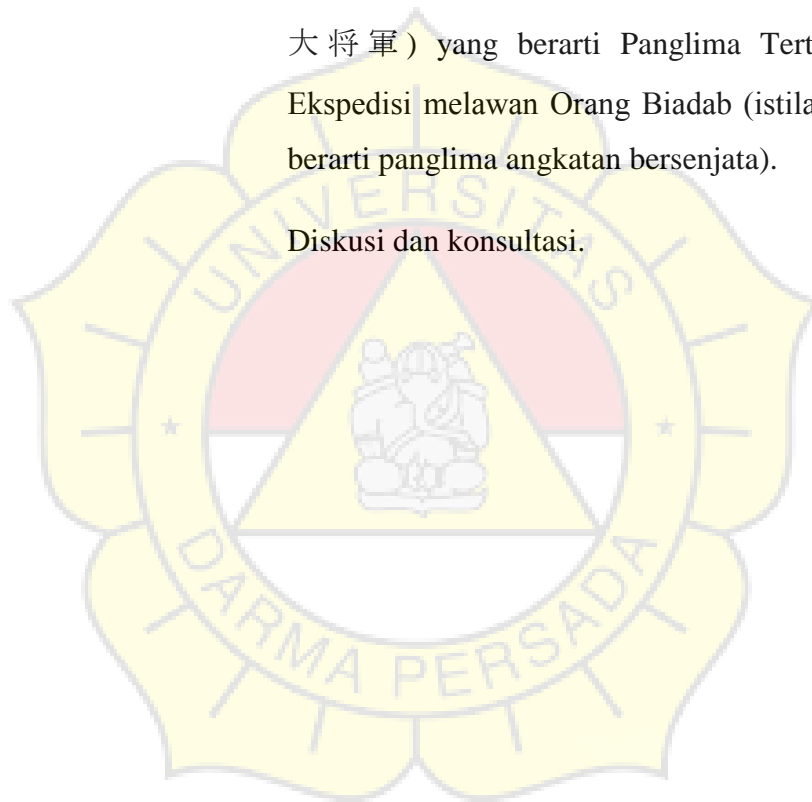 大将軍) yang berarti Panglima Tert
Ekspedisi melawan Orang Biadab (istila
berarti panglima angkatan bersenjata).
Diskusi dan konsultasi.
UNIVERSITAS
DARMA PERSADA